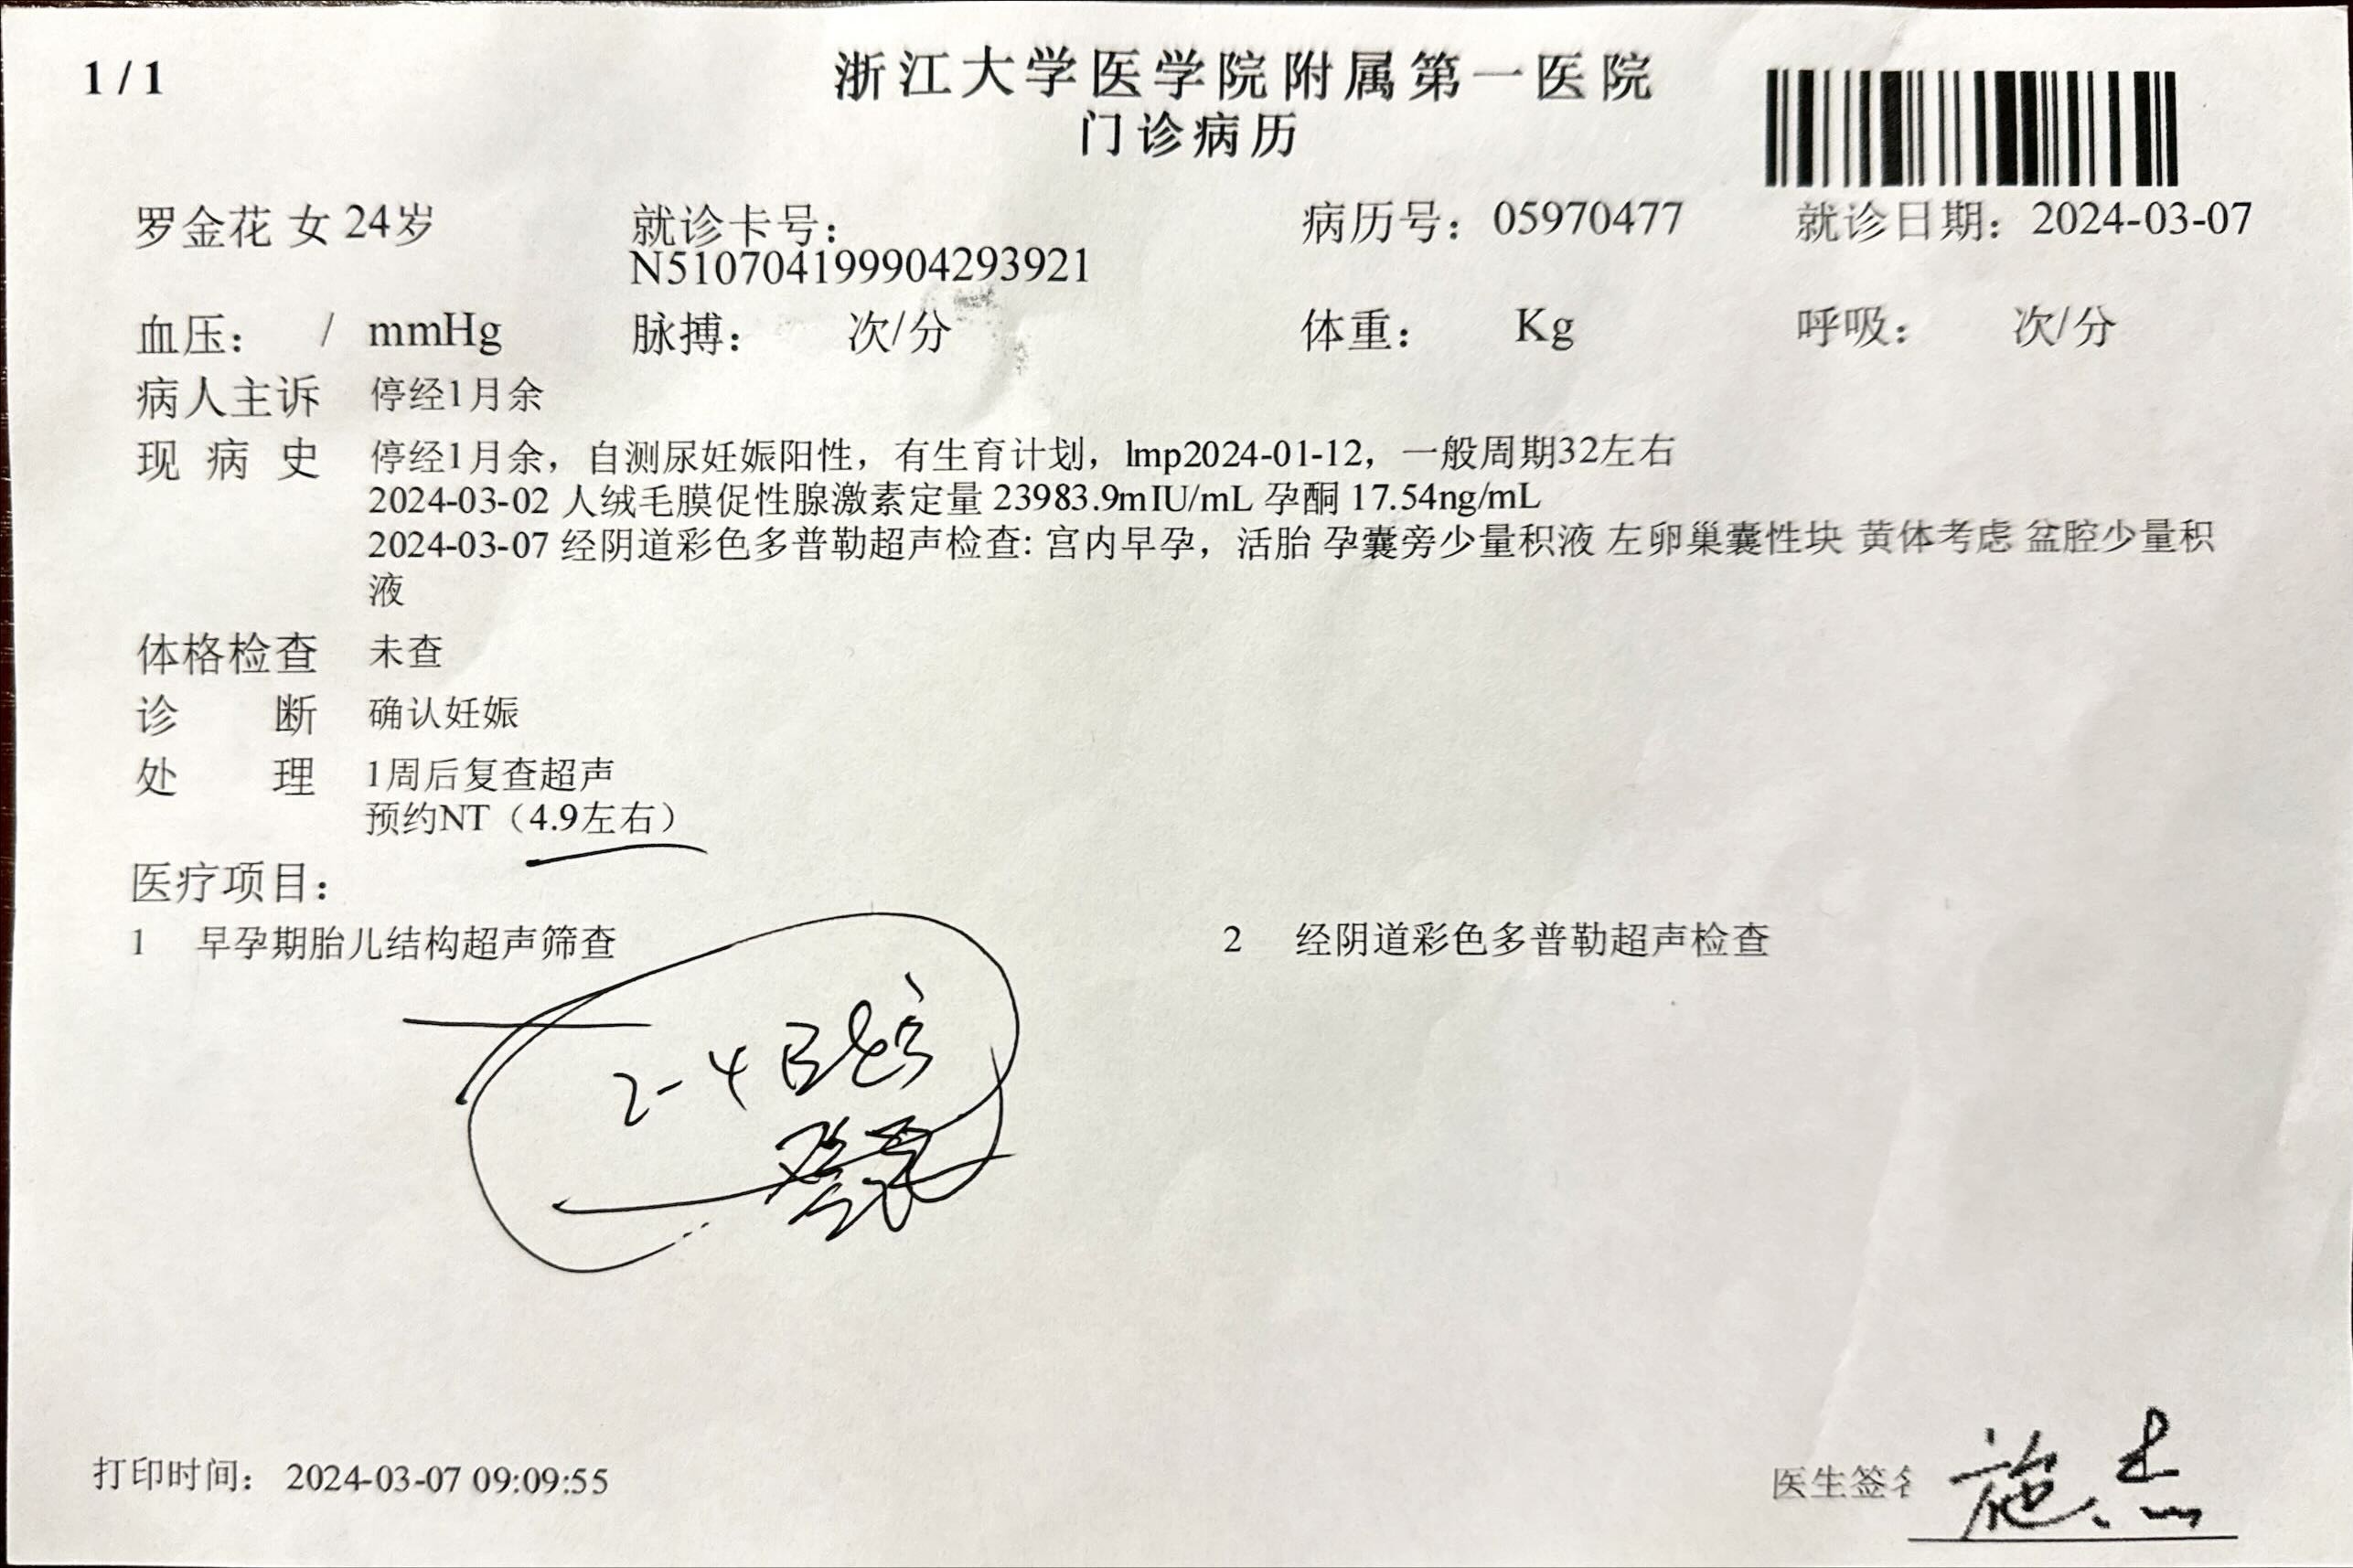 1 / 1
浙江大学医学院附属第一医院
门诊病历
罗金花 女 24岁 就诊卡号： 病历号：05970477 就诊日期：2024-03-07
N510704199904293921
血压： / mmHg 脉搏： 次/分 体重： Kg 呼吸： 次/分
病人主诉 停经1月余
现病史 停经1月余，自测尿妊娠阳性，有生育计划，lmp2024-01-12，一般周期32左右
2024-03-02 人绒毛膜促性腺激素定量 23983.9mIU/mL 孕酮 17.54ng/mL
2024-03-07 经阴道彩色多普勒超声检查: 宫内早孕，活胎 孕囊旁少量积液 左卵巢囊性块 黄体考虑 盆腔少量积
液
体格检查 未查
诊断 确认妊娠
处理 1周后复查超声
预约NT（4.9左右）
医疗项目：
1 早孕期胎儿结构超声筛查 2 经阴道彩色多普勒超声检查
2-4
打印时间： 2024-03-07 09:09:55 医生签名